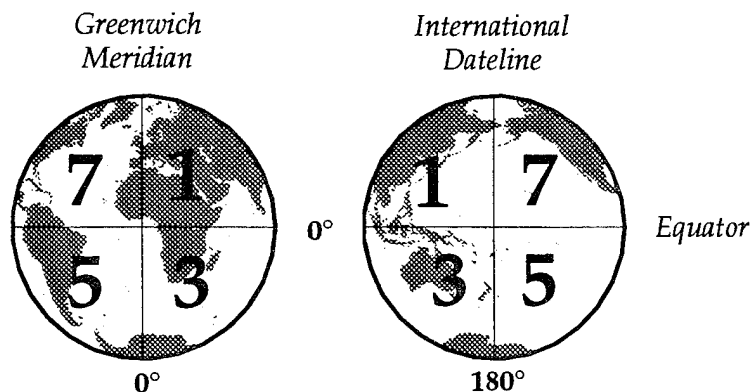 Greenwich
Meridian
International
Dateline
7 1
1 7
0° Equator
5 3
3 5
0°
180°